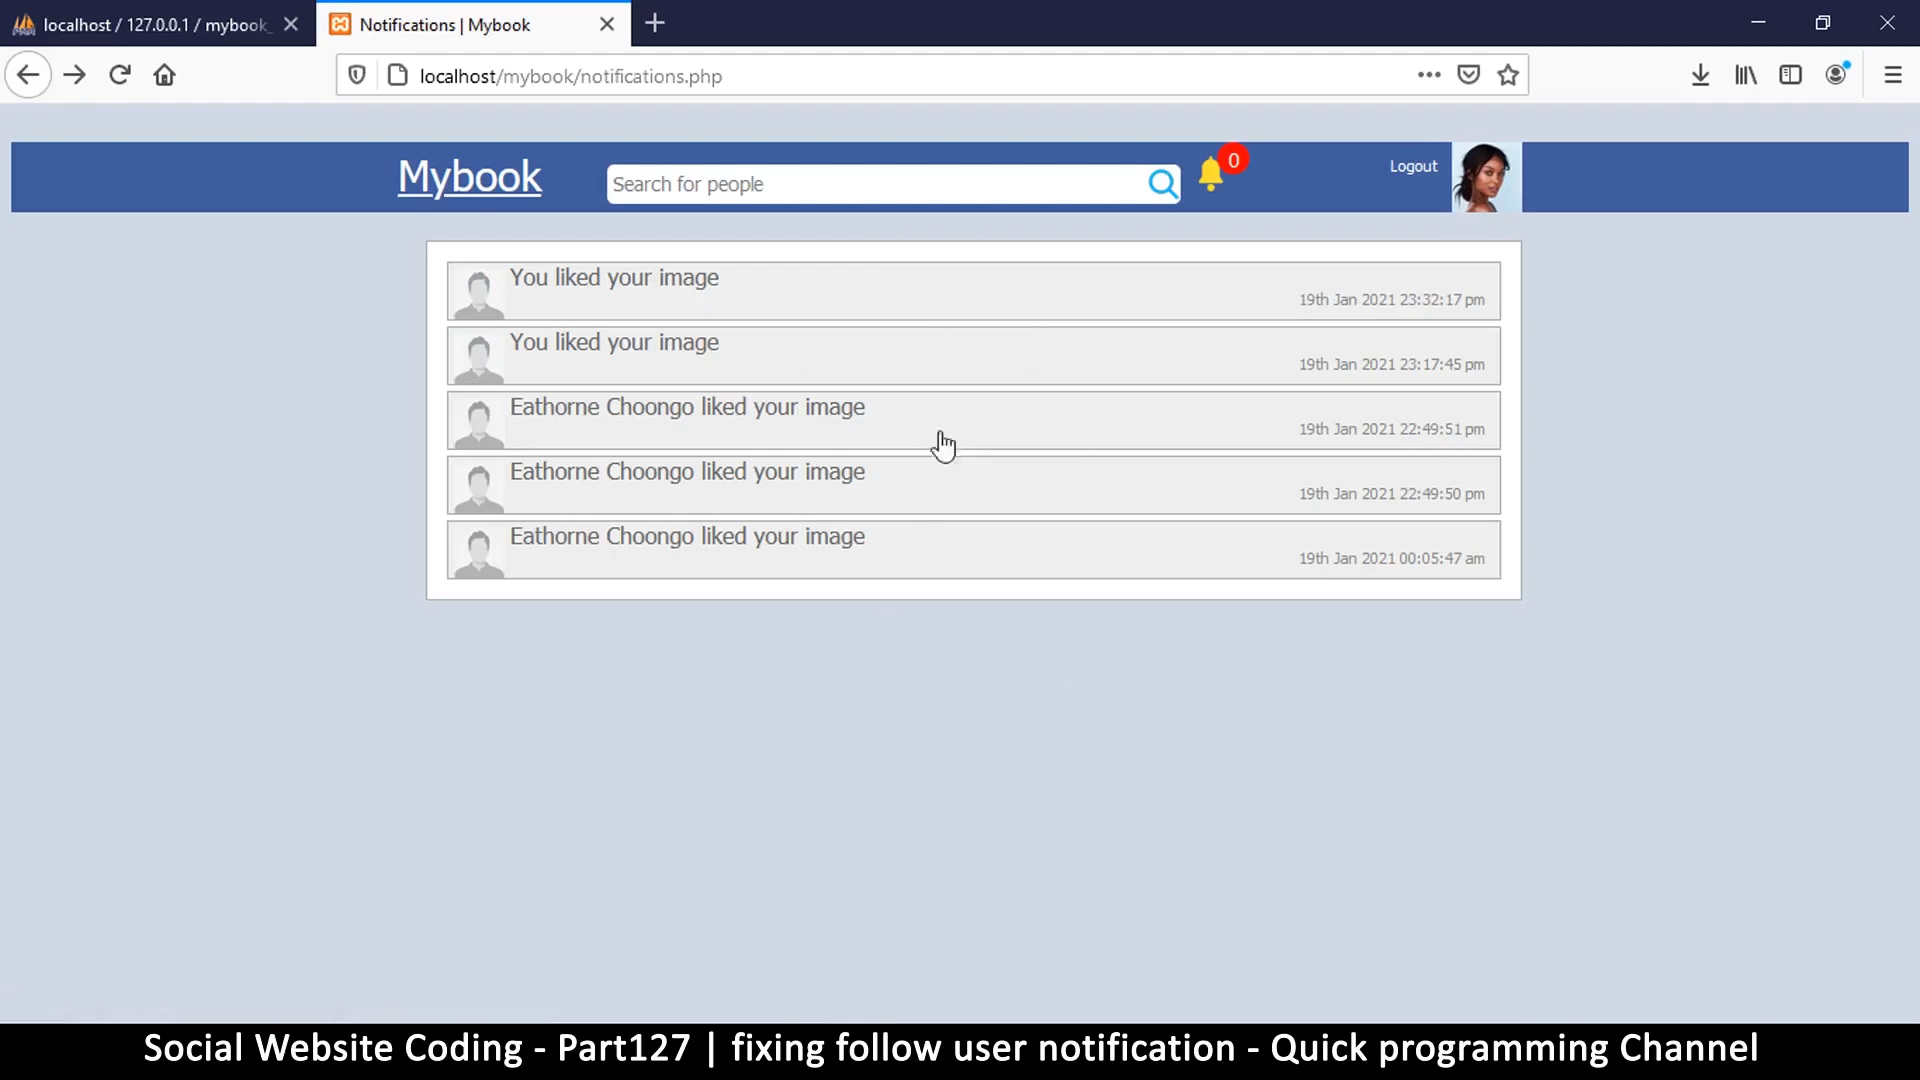 localhost / 127.0.0.1 / mybook_
Notifications | Mybook
localhost/mybook/notifications.php
Mybook
Search for people
0
Logout
You liked your image
19th Jan 2021 23:32:17 pm
You liked your image
19th Jan 2021 23:17:45 pm
Eathorne Choongo liked your image
19th Jan 2021 22:49:51 pm
Eathorne Choongo liked your image
19th Jan 2021 22:49:50 pm
Eathorne Choongo liked your image
19th Jan 2021 00:05:47 am
Social Website Coding - Part127 | fixing follow user notification - Quick programming Channel